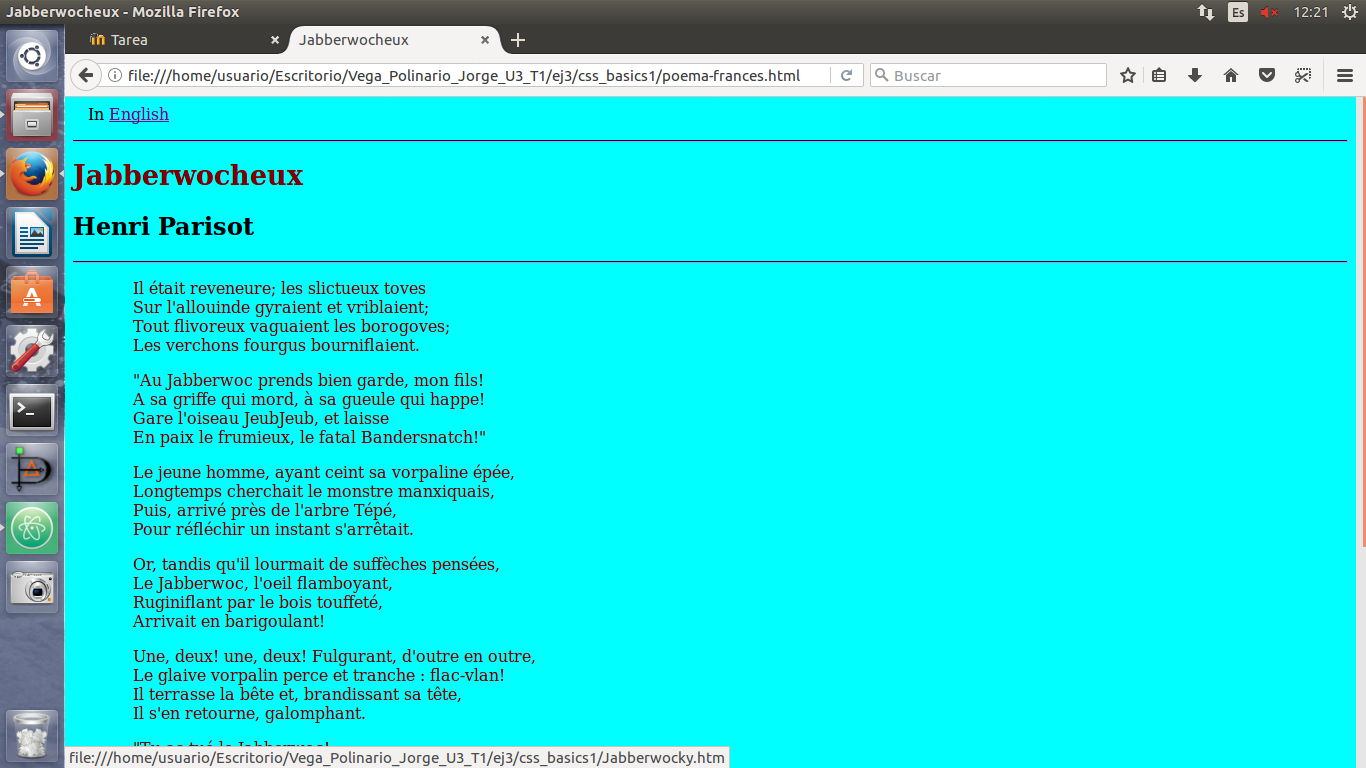 Jabberwocheux - Mozilla Firefox
Es
12:21
Tarea
Jabberwocheux
file:///home/usuario/Escritorio/Vega_Polinario_Jorge_U3_T1/ej3/css_basics1/poema-frances.html
Buscar
In English
Jabberwocheux
Henri Parisot
Il était reveneure; les slictueux toves
Sur l'allouinde gyraient et vriblaient;
Tout flivoreux vaguaient les borogoves;
Les verchons fourgus bourniflaient.
"Au Jabberwoc prends bien garde, mon fils!
A sa griffe qui mord, à sa gueule qui happe!
Gare l'oiseau JeubJeub, et laisse
En paix le frumieux, le fatal Bandersnatch!"
Le jeune homme, ayant ceint sa vorpaline épée,
Longtemps cherchait le monstre manxiquais,
Puis, arrivé près de l'arbre Tépé,
Pour réfléchir un instant s'arrêtait.
Or, tandis qu'il lourmait de suffèches pensées,
Le Jabberwoc, l'oeil flamboyant,
Ruginiflant par le bois touffeté,
Arrivait en barigoulant!
Une, deux! une, deux! Fulgurant, d'outre en outre,
Le glaive vorpalin perce et tranche : flac-vlan!
Il terrasse la bête et, brandissant sa tête,
Il s'en retourne, galomphant.
file:///home/usuario/Escritorio/Vega_Polinario_Jorge_U3_T1/ej3/css_basics1/Jabberwocky.htm